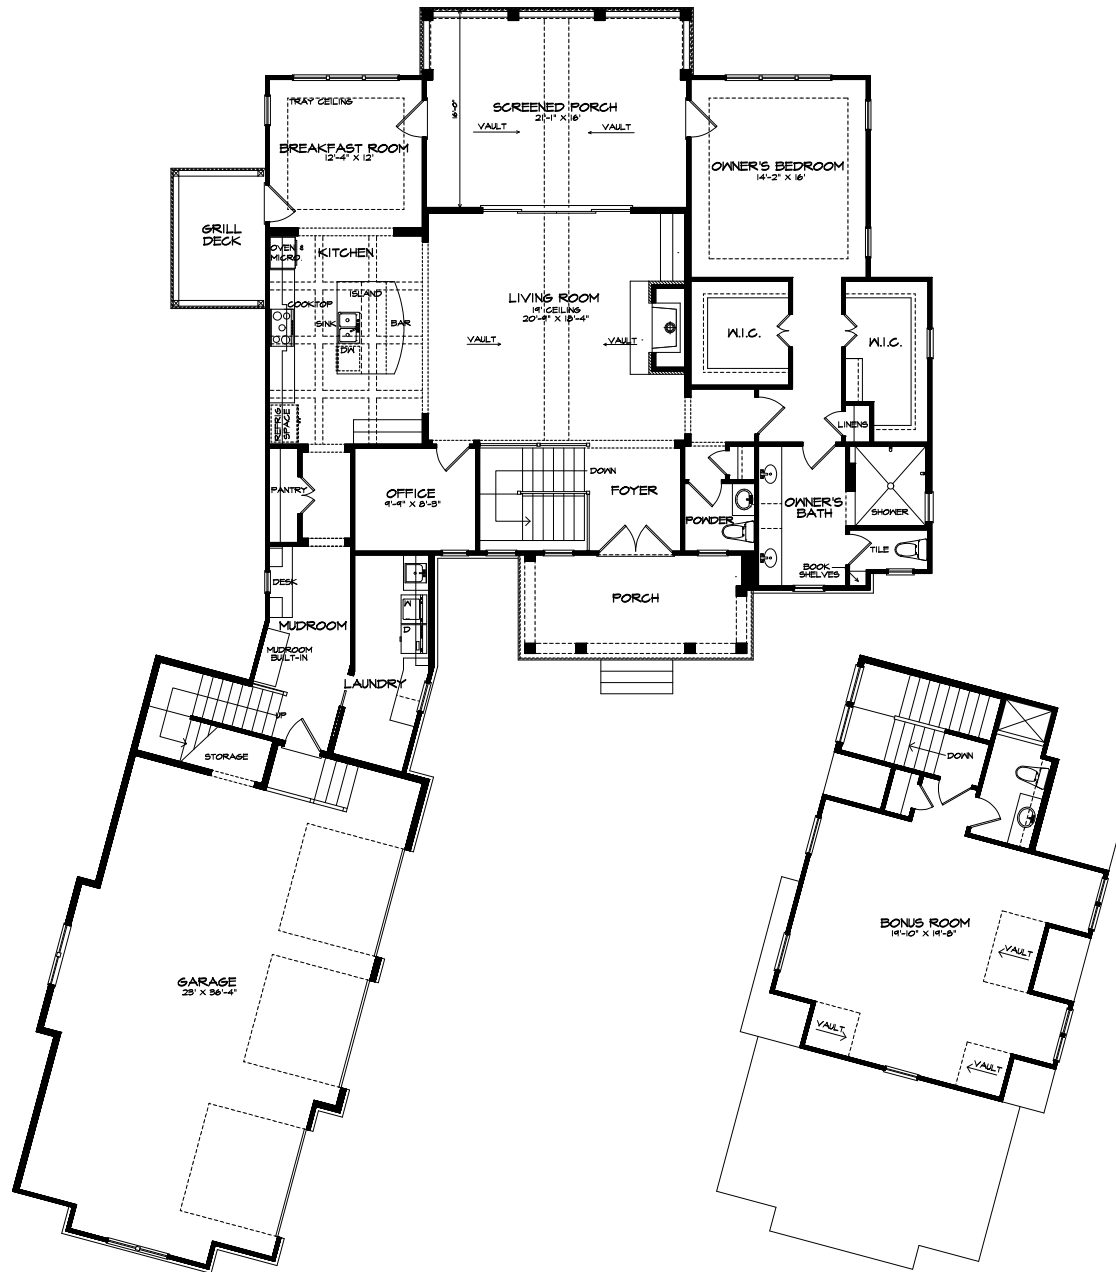 16'-0"
TRAY CEILING
SCREENED PORCH
21'-1" X 16'
VAULT
VAULT
BREAKFAST ROOM
12'-4" X 12'
OWNER'S BEDROOM
14'-2" X 16'
GRILL
DECK
OVEN &
MICRO.
KITCHEN
ISLAND
COOKTOP
SINK
BAR
DW
LIVING ROOM
19' CEILING
20'-9" X 18'-4"
VAULT
VAULT
W.I.C.
W.I.C.
REFRIG
SPACE
LINENS
DOWN
PANTRY
OFFICE
9'-9" X 8'-3"
FOYER
POWDER
OWNER'S
BATH
SHOWER
TILE
BOOK
SHELVES
DESK
W
D
PORCH
MUDROOM
MUDROOM
BUILT-IN
LAUNDRY
UP
STORAGE
DOWN
BONUS ROOM
19'-10" X 19'-8"
VAULT
VAULT
VAULT
GARAGE
23' X 36'-4"